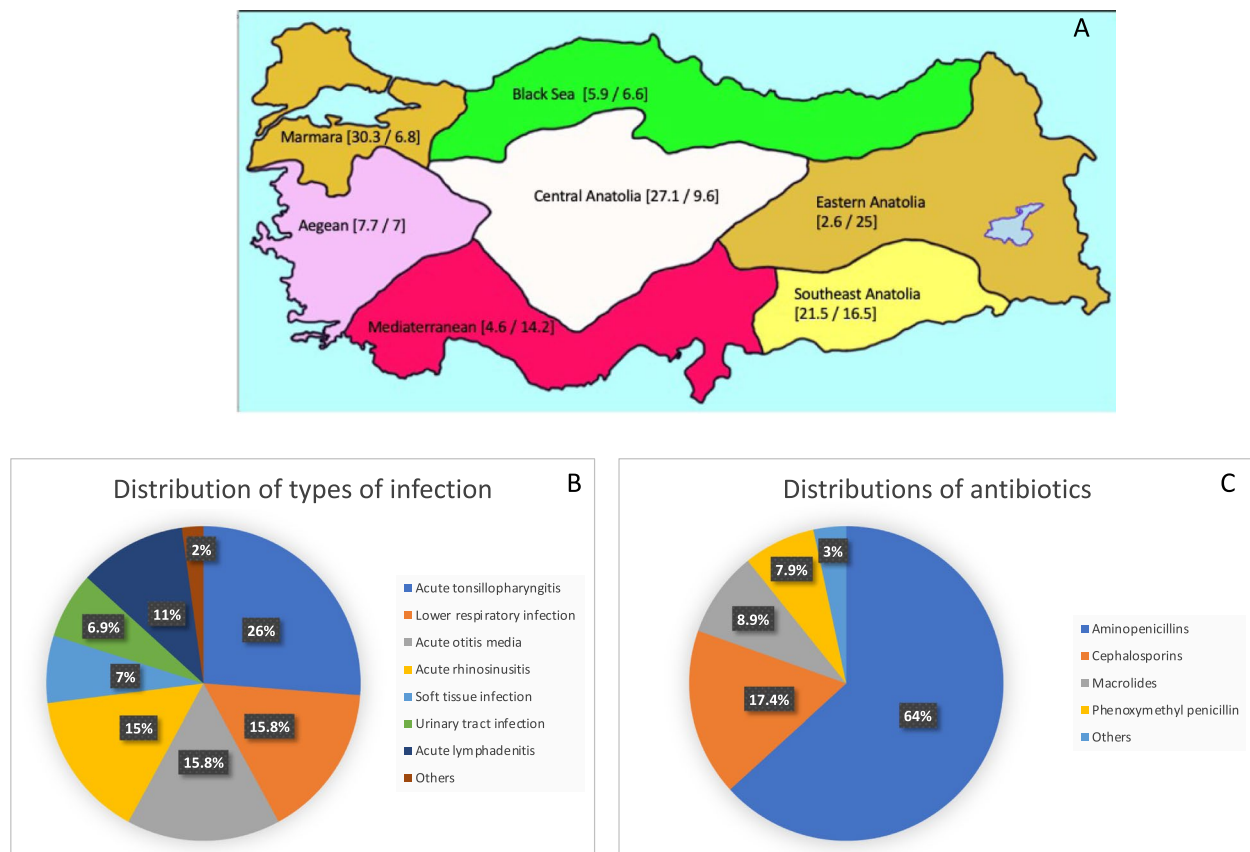 A
Black Sea [5.9 / 6.6]
Marmara [30.3 / 6.8]
Central Anatolia [27.1 / 9.6]
Eastern Anatolia
[2.6 / 25]
Aegean [7.7 / 7]
Southeast Anatolia
[21.5 / 16.5]
Mediterranean [4.6 / 14.2]
Distribution of types of infection
B
2%
26%
11%
6.9%
7%
15%
15.8%
15.8%
Acute tonsillopharyngitis
Lower respiratory infection
Acute otitis media
Acute rhinosinusitis
Soft tissue infection
Urinary tract infection
Acute lymphadenitis
Others
Distributions of antibiotics
C
3%
7.9%
8.9%
17.4%
64%
Aminopenicillins
Cephalosporins
Macrolides
Phenoxymethyl penicillin
Others